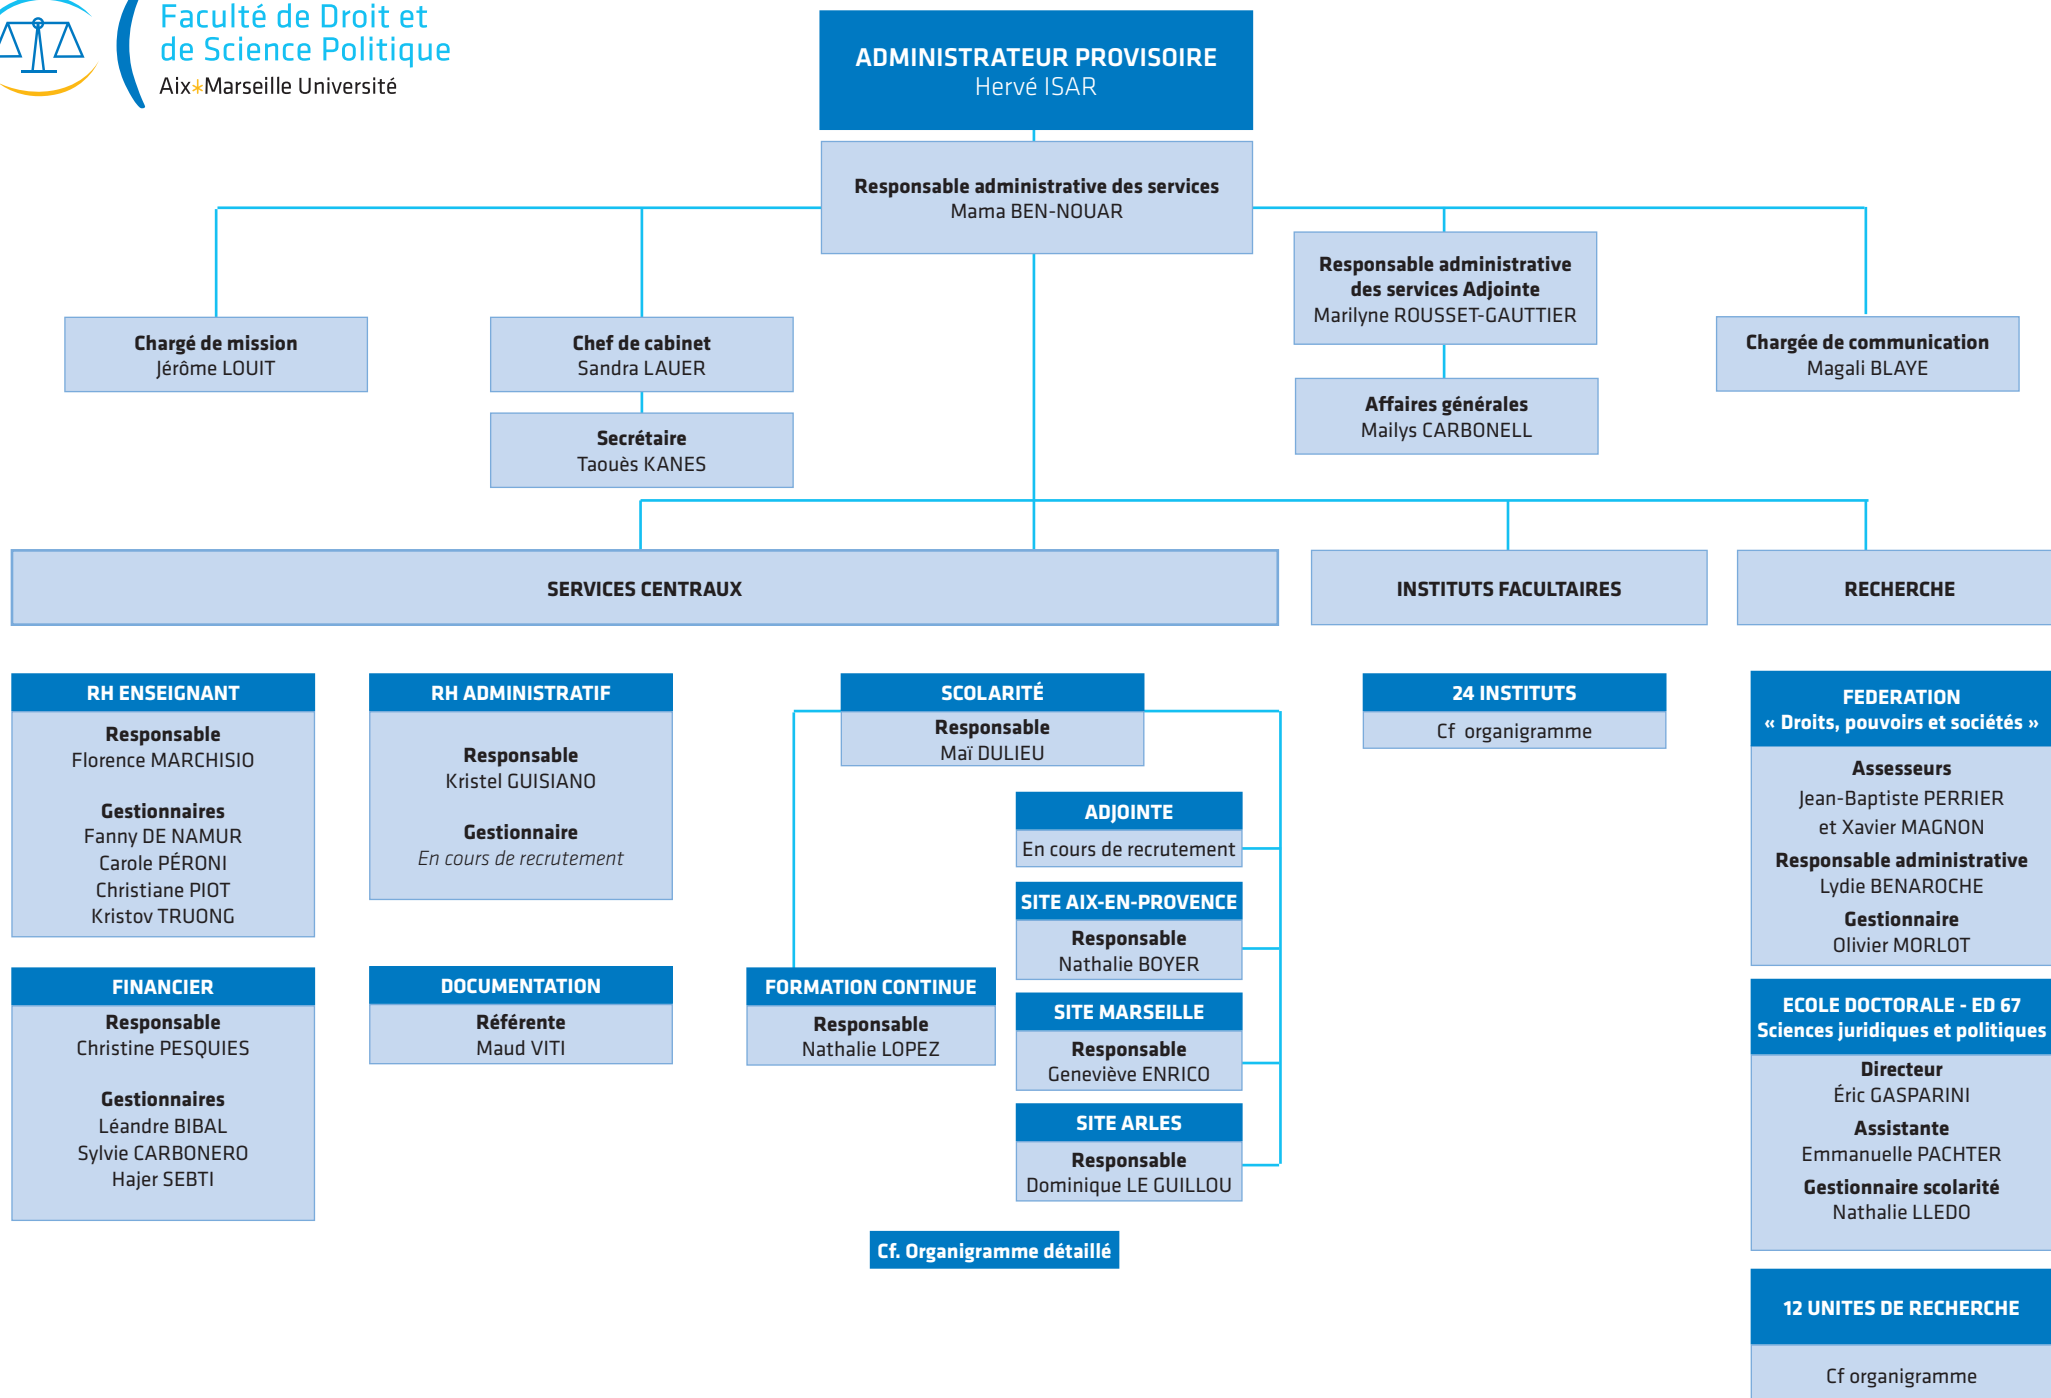 Faculté de Droit et
de Science Politique
Aix*Marseille Université
ADMINISTRATEUR PROVISOIRE
Hervé ISAR
Responsable administrative des services
Mama BEN-NOUAR
Chargé de mission
Jérôme LOUIT
Chef de cabinet
Sandra LAUER
Secrétaire
Taouès KANES
Responsable administrative
des services Adjointe
Marilyne ROUSSET-GAUTTIER
Affaires générales
Mailys CARBONELL
Chargée de communication
Magali BLAYE
SERVICES CENTRAUX
INSTITUTS FACULTAIRES
RECHERCHE
RH ENSEIGNANT
Responsable
Florence MARCHISIO
Gestionnaires
Fanny DE NAMUR
Carole PÉRONI
Christiane PIOT
Kristov TRUONG
FINANCIER
Responsable
Christine PESQUIES
Gestionnaires
Léandre BIBAL
Sylvie CARBONERO
Hajer SEBTI
RH ADMINISTRATIF
Responsable
Kristel GUISIANO
Gestionnaire
En cours de recrutement
DOCUMENTATION
Référente
Maud VITI
SCOLARITÉ
Responsable
Maï DULIEU
FORMATION CONTINUE
Responsable
Nathalie LOPEZ
ADJOINTE
En cours de recrutement
SITE AIX-EN-PROVENCE
Responsable
Nathalie BOYER
SITE MARSEILLE
Responsable
Geneviève ENRICO
SITE ARLES
Responsable
Dominique LE GUILLOU
Cf. Organigramme détaillé
24 INSTITUTS
Cf organigramme
FEDERATION
« Droits, pouvoirs et sociétés »
Assesseurs
Jean-Baptiste PERRIER
et Xavier MAGNON
Responsable administrative
Lydie BENAROCHE
Gestionnaire
Olivier MORLOT
ECOLE DOCTORALE - ED 67
Sciences juridiques et politiques
Directeur
Éric GASPARINI
Assistante
Emmanuelle PACHTER
Gestionnaire scolarité
Nathalie LLEDO
12 UNITES DE RECHERCHE
Cf organigramme